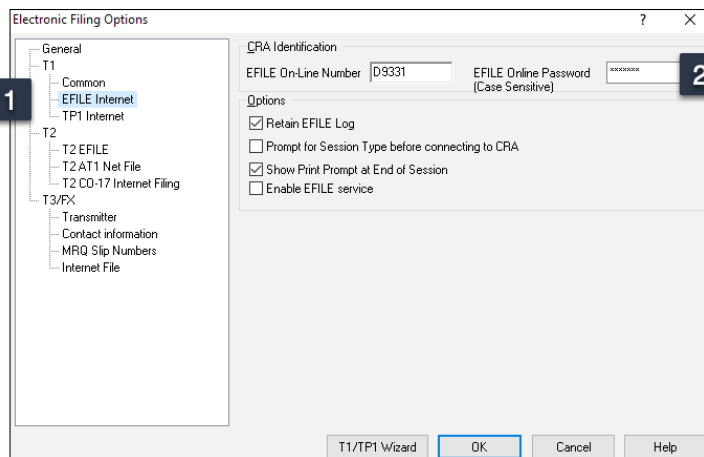 Electronic Filing Options ? X
General
T1
Common
EFILE Internet
TP1 Internet
T2
T2 EFILE
T2 AT1 Net File
T2 CO-17 Internet Filing
T3/FX
Transmitter
Contact information
MRQ Slip Numbers
Internet File
1
CRA Identification
EFILE On-Line Number D9331 EFILE Online Password xxxxxxx
(Case Sensitive)
2
Options
Retain EFILE Log
Prompt for Session Type before connecting to CRA
Show Print Prompt at End of Session
Enable EFILE service
T1/TP1 Wizard OK Cancel Help